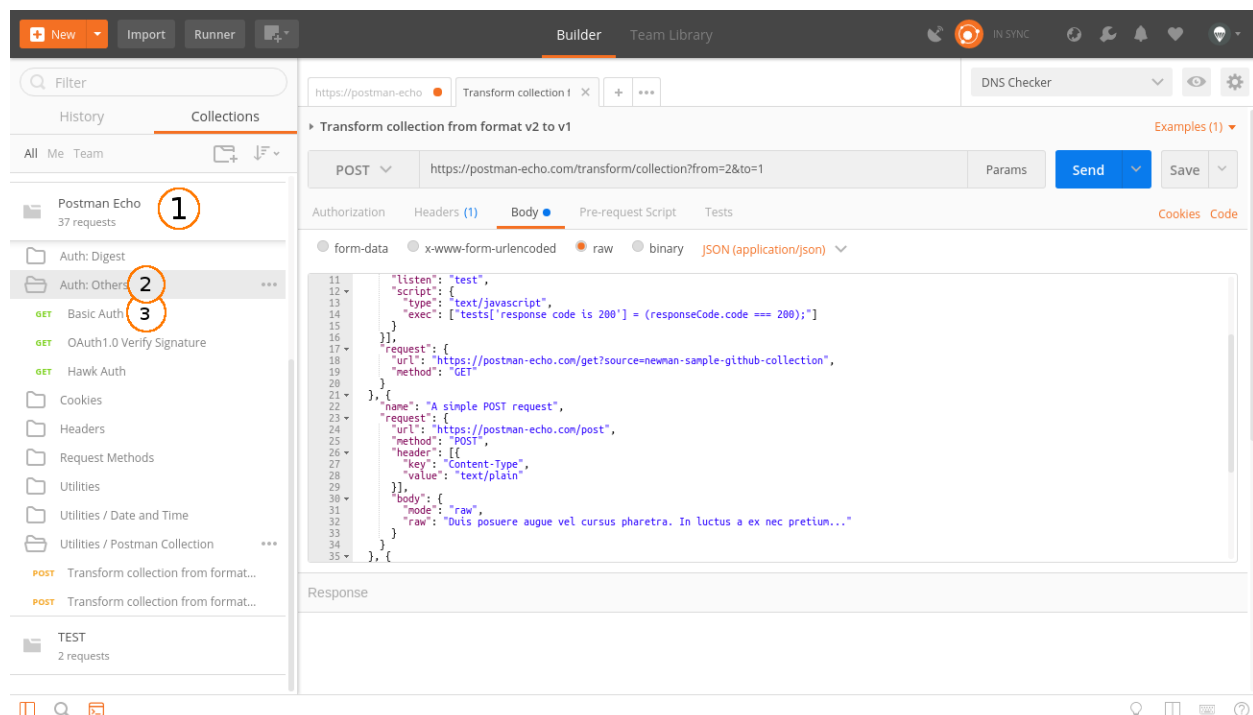 New
Import
Runner
Builder
Team Library
IN SYNC
Filter
History
Collections
All Me Team
Postman Echo
37 requests
1
Auth: Digest
Auth: Others
2
GET Basic Auth
3
GET OAuth1.0 Verify Signature
GET Hawk Auth
Cookies
Headers
Request Methods
Utilities
Utilities / Date and Time
Utilities / Postman Collection
POST Transform collection from format...
POST Transform collection from format...
TEST
2 requests
https://postman-echo
Transform collection f
DNS Checker
Transform collection from format v2 to v1
Examples (1)
POST
https://postman-echo.com/transform/collection?from=2&to=1
Params
Send
Save
Authorization
Headers (1)
Body
Pre-request Script
Tests
Cookies Code
form-data
x-www-form-urlencoded
raw
binary
JSON (application/json)
11 "listen": "test",
12 "script": {
13 "type": "text/javascript",
14 "exec": ["tests['response code is 200'] = (responseCode.code === 200);"]
15 }
16 }],
17 "request": {
18 "url": "https://postman-echo.com/get?source=newman-sample-github-collection",
19 "method": "GET"
20 }
21 }, {
22 "name": "A simple POST request",
23 "request": {
24 "url": "https://postman-echo.com/post",
25 "method": "POST",
26 "header": [{
27 "key": "Content-Type",
28 "value": "text/plain"
29 }],
30 "body": {
31 "mode": "raw",
32 "raw": "Duis posuere augue vel cursus pharetra. In luctus a ex nec pretium..."
33 }
34 }
35 }, {
Response